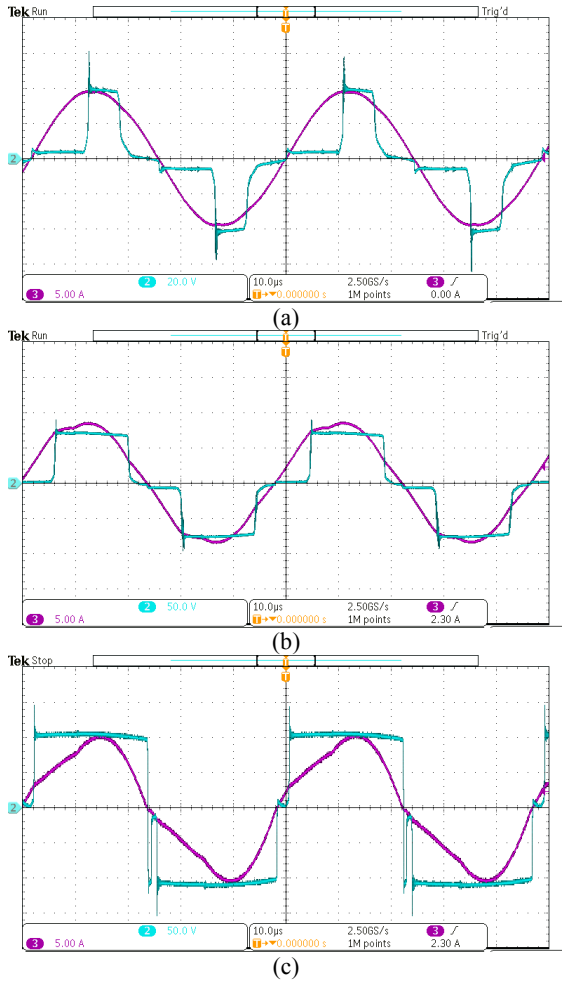 Tek Run Trig'd
T
T
2
2 20.0 V 10.0µs 2.50GS/s 3 ∫
3 5.00 A T→▼0.000000 s 1M points 0.00 A
(a)
Tek Run Trig'd
T
T
2
2 50.0 V 10.0µs 2.50GS/s 3 ∫
3 5.00 A T→▼0.000000 s 1M points 2.30 A
(b)
Tek Stop
T
T
2
2 50.0 V 10.0µs 2.50GS/s 3 ∫
3 5.00 A T→▼0.000000 s 1M points 2.30 A
(c)